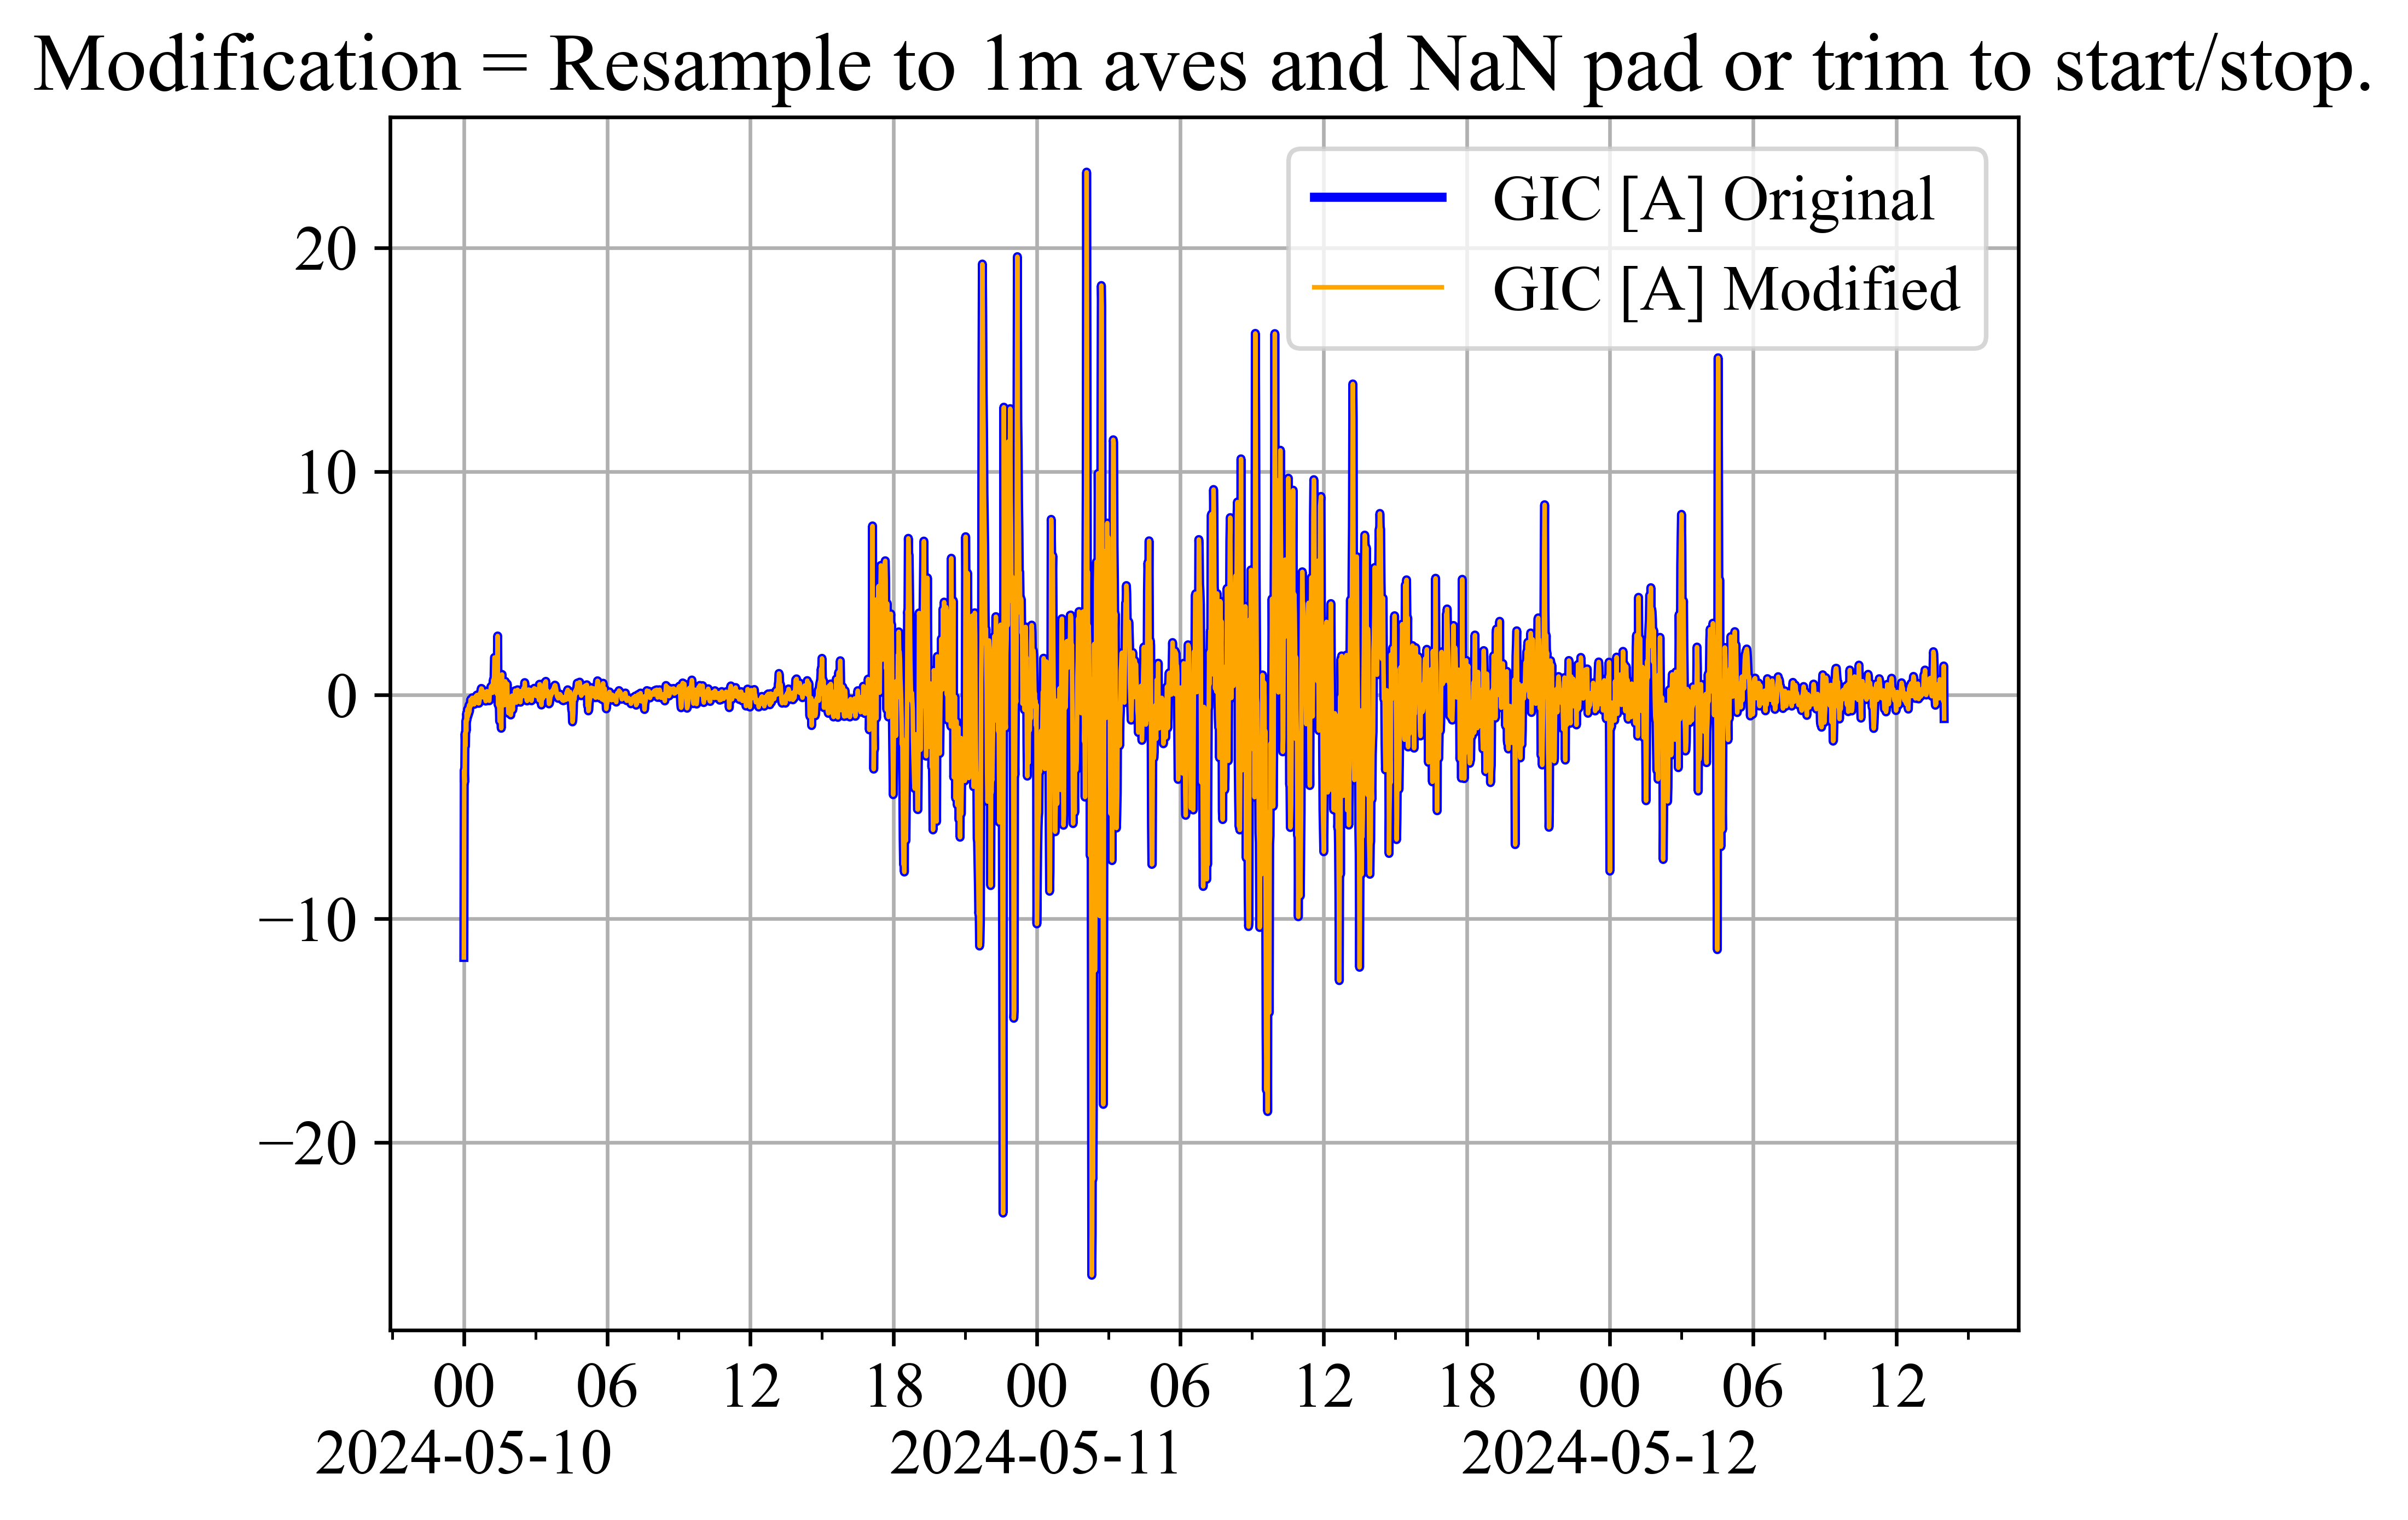 Modification = Resample to 1m aves and NaN pad or trim to start/stop.
GIC [A] Original
GIC [A] Modified
20
10
0
−10
−20
00 06 12 18 00 06 12 18 00 06 12
2024-05-10 2024-05-11 2024-05-12